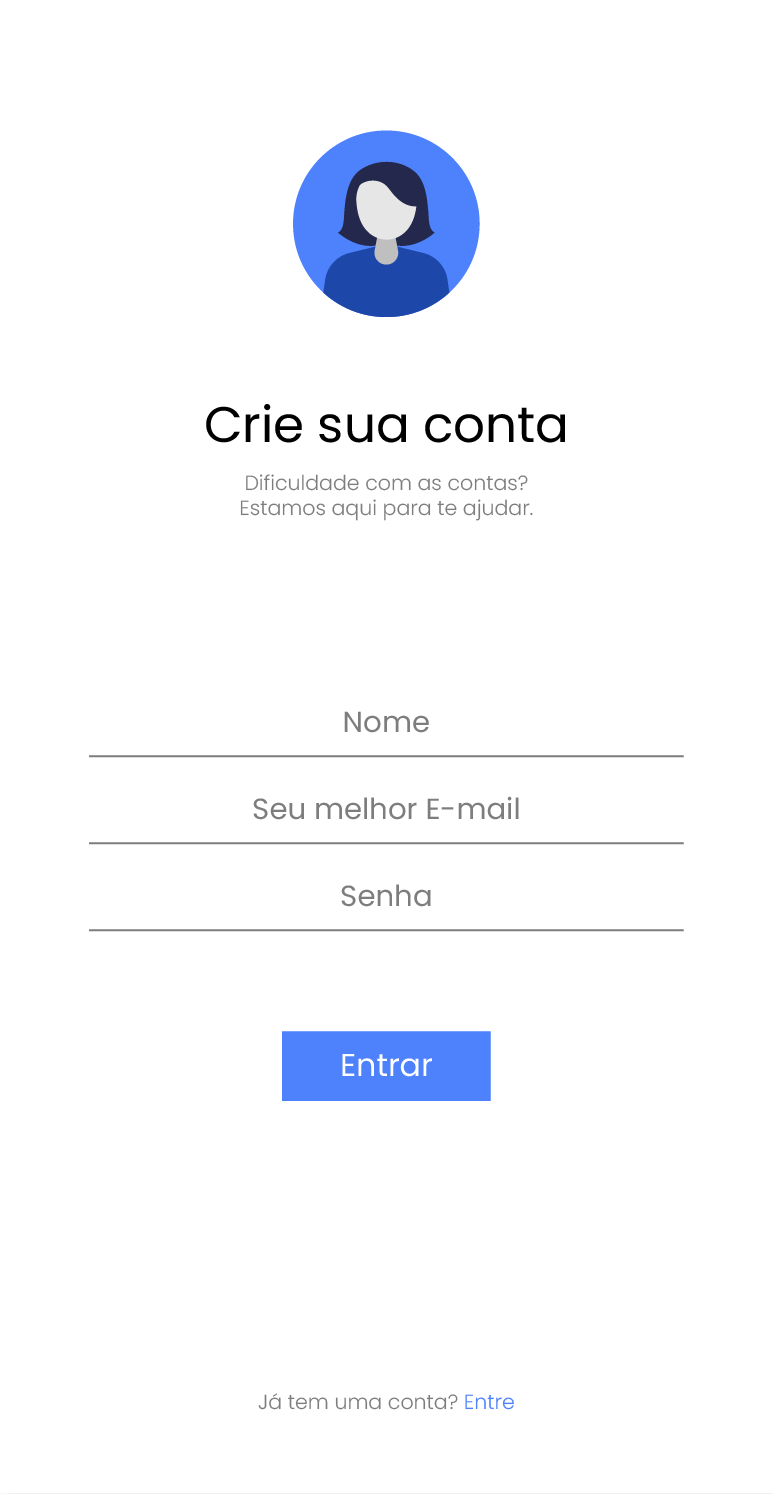 Crie sua conta
Dificuldade com as contas?
Estamos aqui para te ajudar.
Nome
Seu melhor E-mail
Senha
Entrar
Já tem uma conta? Entre